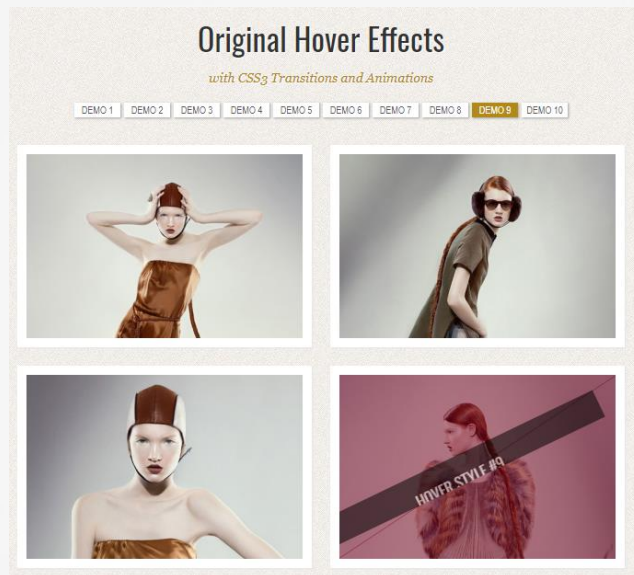 Original Hover Effects
with CSS3 Transitions and Animations
DEMO 1 DEMO 2 DEMO 3 DEMO 4 DEMO 5 DEMO 6 DEMO 7 DEMO 8 DEMO 9 DEMO 10
HOVER STYLE #9